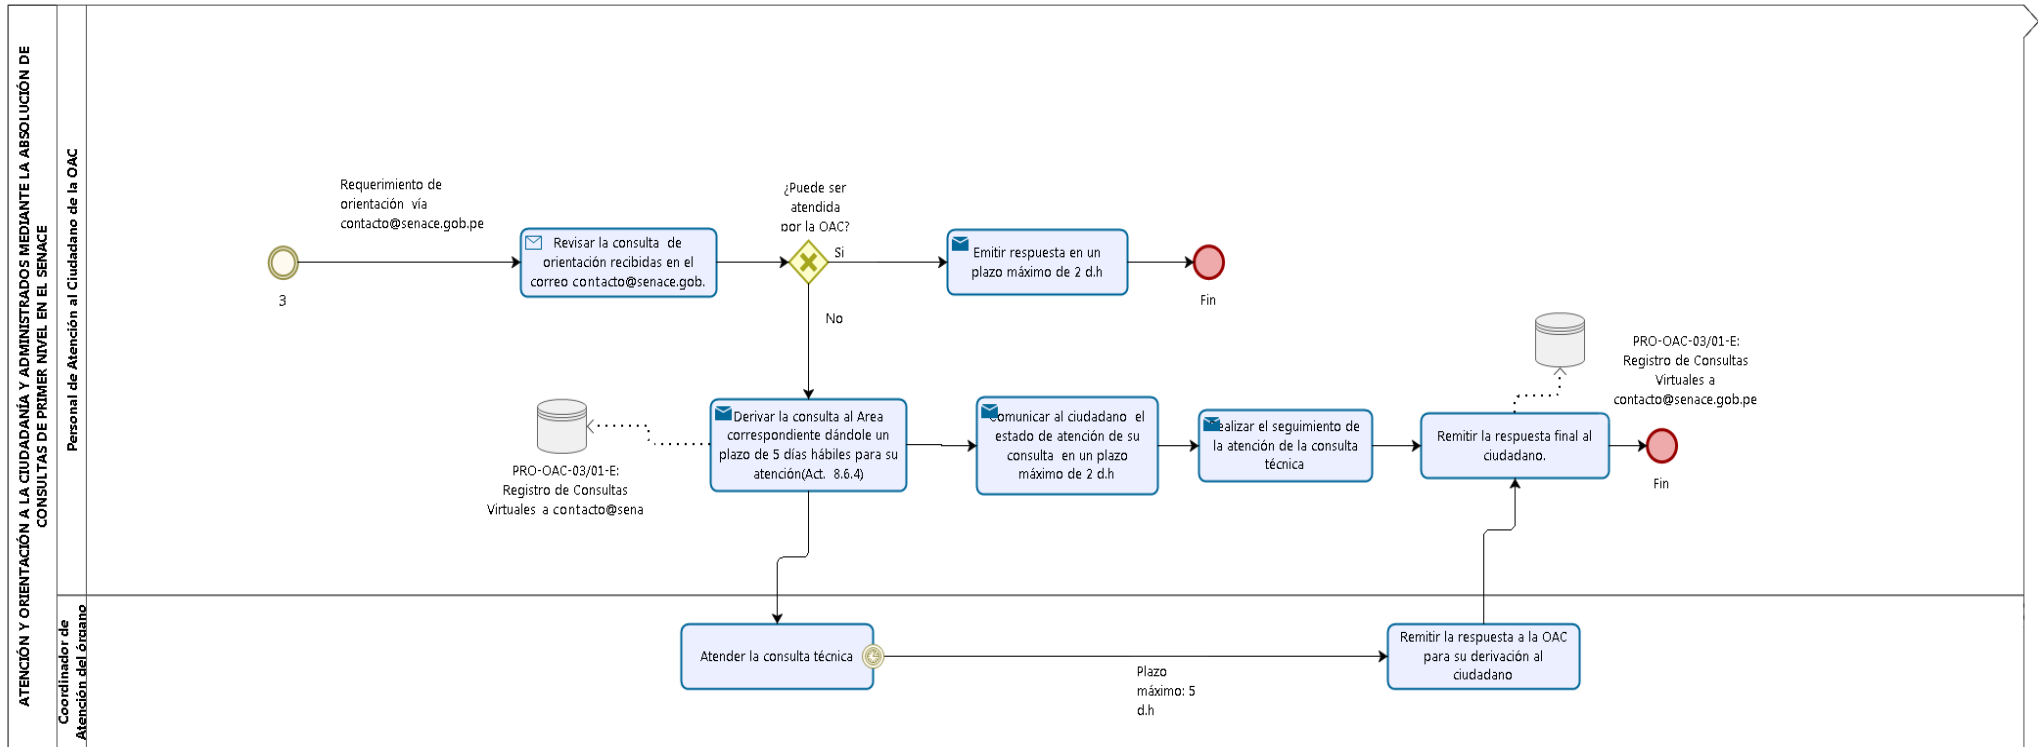 ATENCIÓN Y ORIENTACIÓN A LA CIUDADANÍA Y ADMINISTRADOS MEDIANTE LA ABSOLUCIÓN DE
CONSULTAS DE PRIMER NIVEL EN EL SENACE
Personal de Atención al Ciudadano de la OAC
Requerimiento de
orientación vía
contacto@senace.gob.pe
3
Revisar la consulta de
orientación recibidas en el
correo contacto@senace.gob.
¿Puede ser
atendida
por la OAC?
Si
No
Emitir respuesta en un
plazo máximo de 2 d.h
Fin
PRO-OAC-03/01-E:
Registro de Consultas
Virtuales a
contacto@senace.gob.pe
Derivar la consulta al Area
correspondiente dándole un
plazo de 5 días hábiles para su
atención(Act. 8.6.4)
PRO-OAC-03/01-E:
Registro de Consultas
Virtuales a contacto@sena
Comunicar al ciudadano el
estado de atención de su
consulta en un plazo
máximo de 2 d.h
Realizar el seguimiento de
la atención de la consulta
técnica
Remitir la respuesta final al
ciudadano.
Fin
Coordinador de
Atención del órgano
Atender la consulta técnica
Plazo
máximo: 5
d.h
Remitir la respuesta a la OAC
para su derivación al
ciudadano